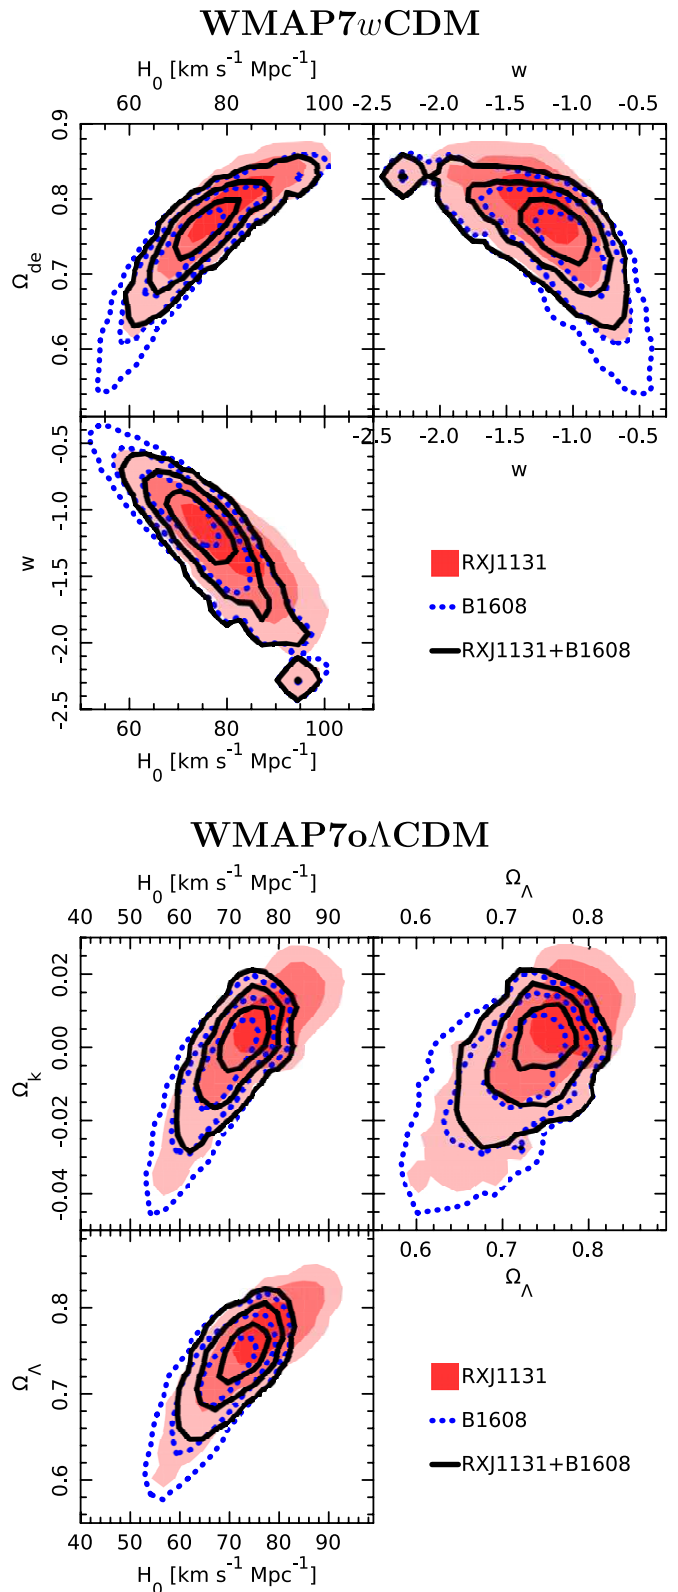 WMAP7wCDM
H₀ [km s⁻¹ Mpc⁻¹] w
60 80 100 -2.5 -2.0 -1.5 -1.0 -0.5
0.9
0.8
Ω_de
0.7
0.6
-2.5 -2.0 -1.5 -1.0 -0.5
w
-0.5
-1.0
w
-1.5
-2.0
-2.5
RXJ1131
B1608
RXJ1131+B1608
60 80 100
H₀ [km s⁻¹ Mpc⁻¹]
WMAP7oΛCDM
H₀ [km s⁻¹ Mpc⁻¹] Ω_Λ
40 50 60 70 80 90 0.6 0.7 0.8
0.02
0.00
Ω_k
-0.02
-0.04
0.6 0.7 0.8
Ω_Λ
0.8
Ω_Λ
0.7
0.6
RXJ1131
B1608
RXJ1131+B1608
40 50 60 70 80 90
H₀ [km s⁻¹ Mpc⁻¹]